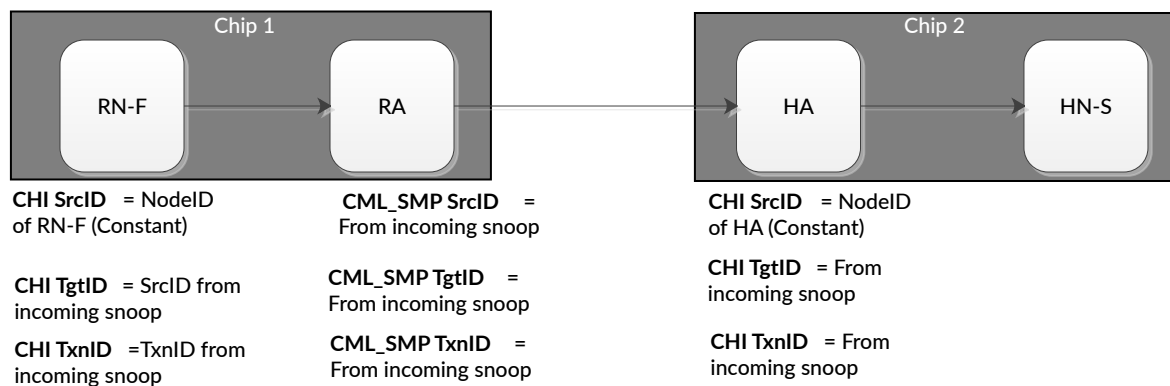 Chip 1
Chip 2
RN-F
RA
HA
HN-S
CHI SrcID = NodeID
of RN-F (Constant)
CHI TgtID = SrcID from
incoming snoop
CHI TxnID =TxnID from
incoming snoop
CML_SMP SrcID =
From incoming snoop
CML_SMP TgtID =
From incoming snoop
CML_SMP TxnID =
From incoming snoop
CHI SrcID = NodeID
of HA (Constant)
CHI TgtID = From
incoming snoop
CHI TxnID = From
incoming snoop